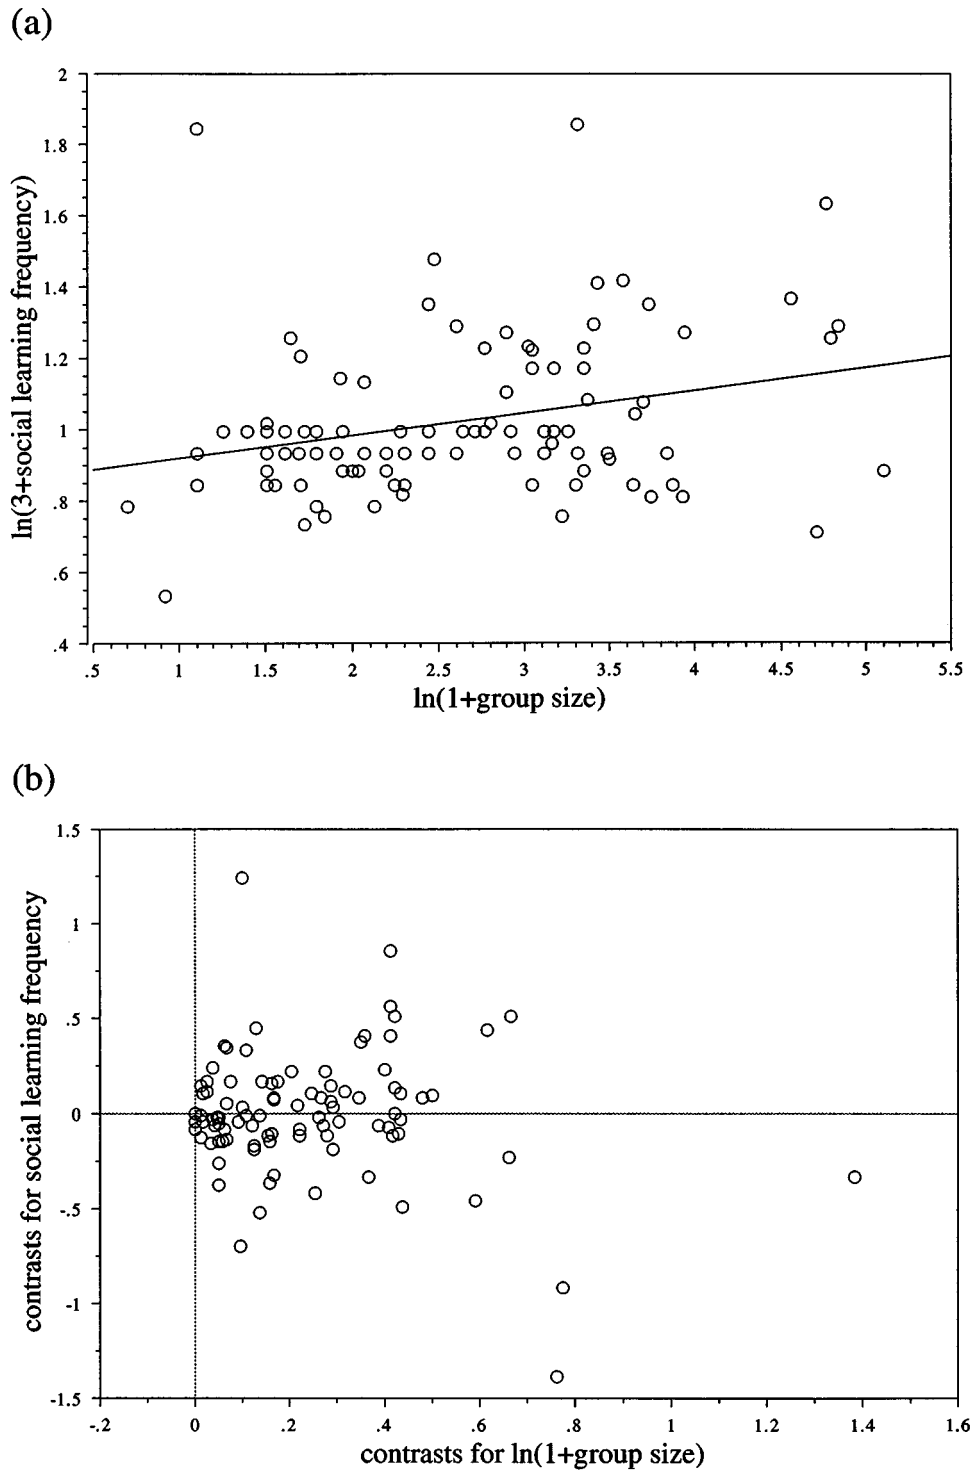 (a)
ln(3+social learning frequency)
2
1.8
1.6
1.4
1.2
1
.8
.6
.4
.5 1 1.5 2 2.5 3 3.5 4 4.5 5 5.5
ln(1+group size)
(b)
contrasts for social learning frequency
1.5
1
.5
0
-.5
-1
-1.5
-.2 0 .2 .4 .6 .8 1 1.2 1.4 1.6
contrasts for ln(1+group size)